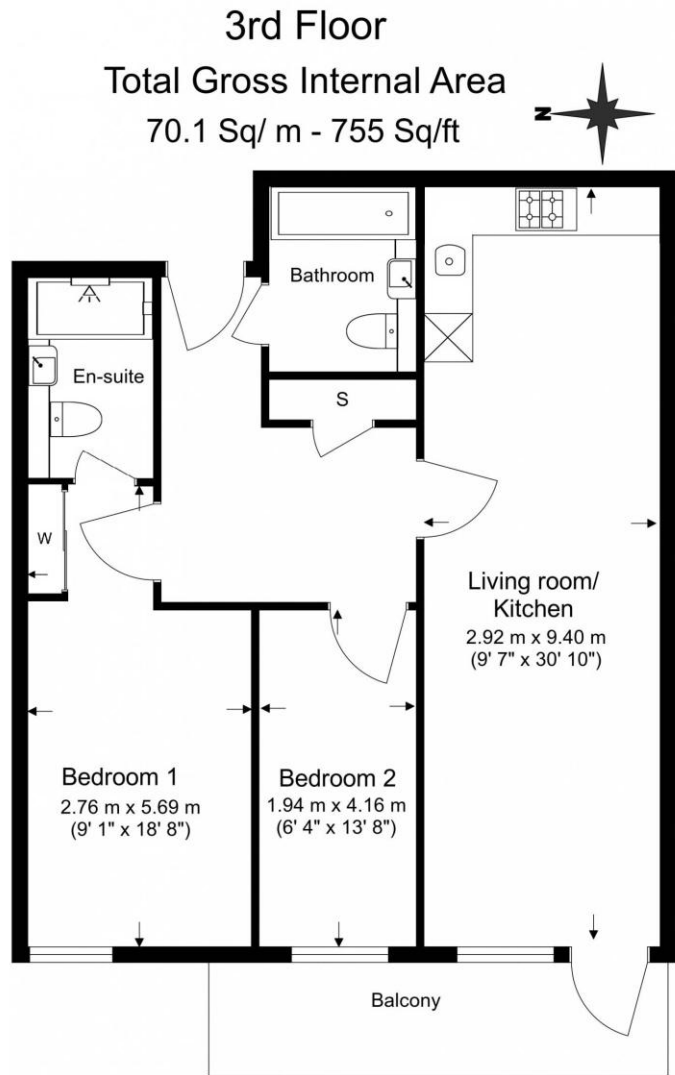 3rd Floor
Total Gross Internal Area
70.1 Sq/ m - 755 Sq/ft
N
Bathroom
En-suite
S
W
Living room/
Kitchen
2.92 m x 9.40 m
(9' 7" x 30' 10")
Bedroom 1
2.76 m x 5.69 m
(9' 1" x 18' 8")
Bedroom 2
1.94 m x 4.16 m
(6' 4" x 13' 8")
Balcony